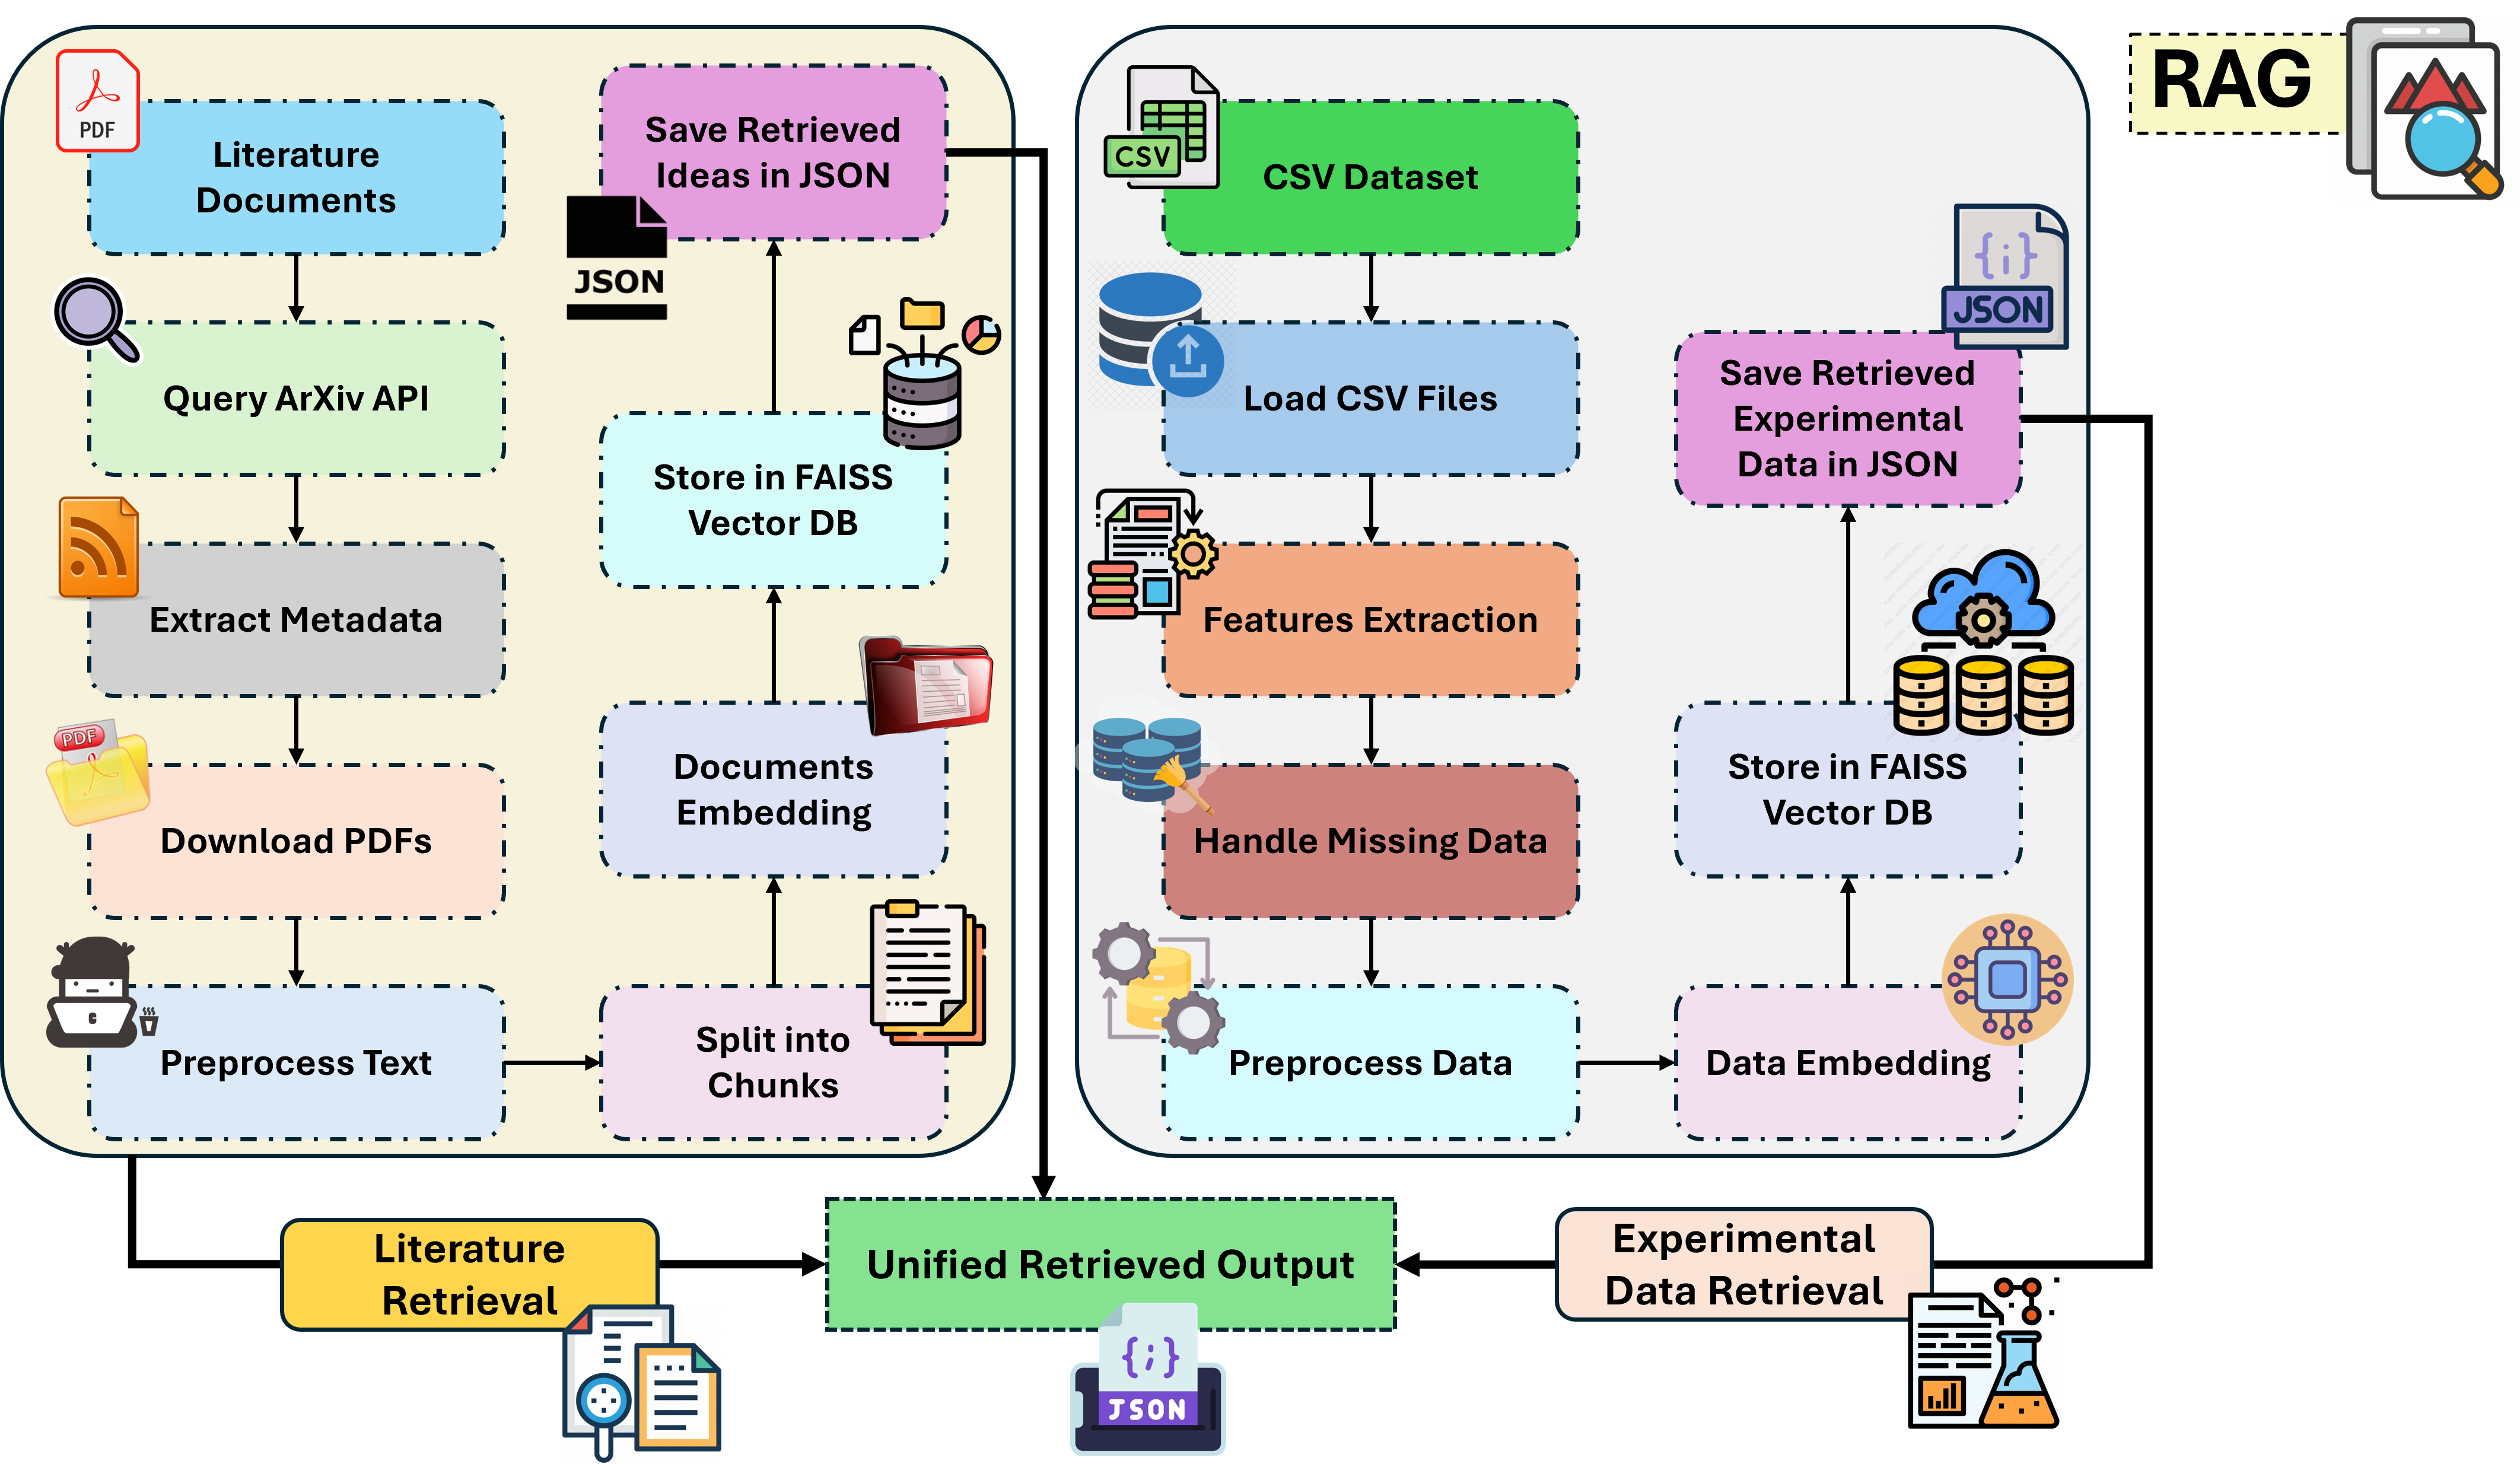 PDF
Literature
Documents
Query ArXiv API
Extract Metadata
PDF
Download PDFs
Preprocess Text
Split into
Chunks
Documents
Embedding
Store in FAISS
Vector DB
Save Retrieved
Ideas in JSON
JSON
CSV
CSV Dataset
Load CSV Files
Features Extraction
Handle Missing Data
Preprocess Data
Data Embedding
Store in FAISS
Vector DB
Save Retrieved
Experimental
Data in JSON
{i}
JSON
RAG
Literature
Retrieval
Unified Retrieved Output
{;}
JSON
Experimental
Data Retrieval